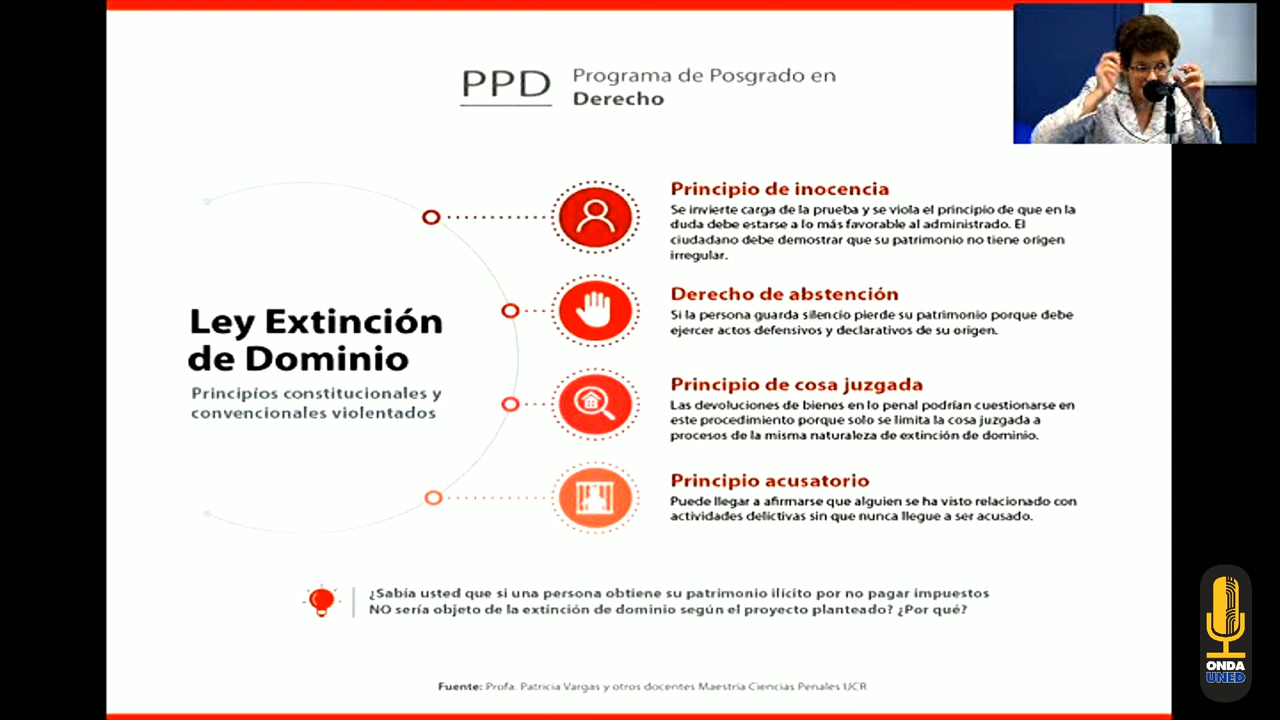 PPD
Programa de Posgrado en
Derecho
Ley Extinción
de Dominio
Principios constitucionales y
convencionales violentados
Principio de inocencia
Se invierte carga de la prueba y se viola el principio de que en la
duda debe estarse a lo más favorable al administrado. El
ciudadano debe demostrar que su patrimonio no tiene origen
irregular.
Derecho de abstención
Si la persona guarda silencio pierde su patrimonio porque debe
ejercer actos defensivos y declarativos de su origen.
Principio de cosa juzgada
Las devoluciones de bienes en lo penal podrían cuestionarse en
este procedimiento porque solo se limita la cosa juzgada a
procesos de la misma naturaleza de extinción de dominio.
Principio acusatorio
Puede llegar a afirmarse que alguien se ha visto relacionado con
actividades delictivas sin que nunca llegue a ser acusado.
¿Sabía usted que si una persona obtiene su patrimonio ilícito por no pagar impuestos
NO sería objeto de la extinción de dominio según el proyecto planteado? ¿Por qué?
Fuente: Profa. Patricia Vargas y otros docentes Maestría Ciencias Penales UCR
ONDA
UNED